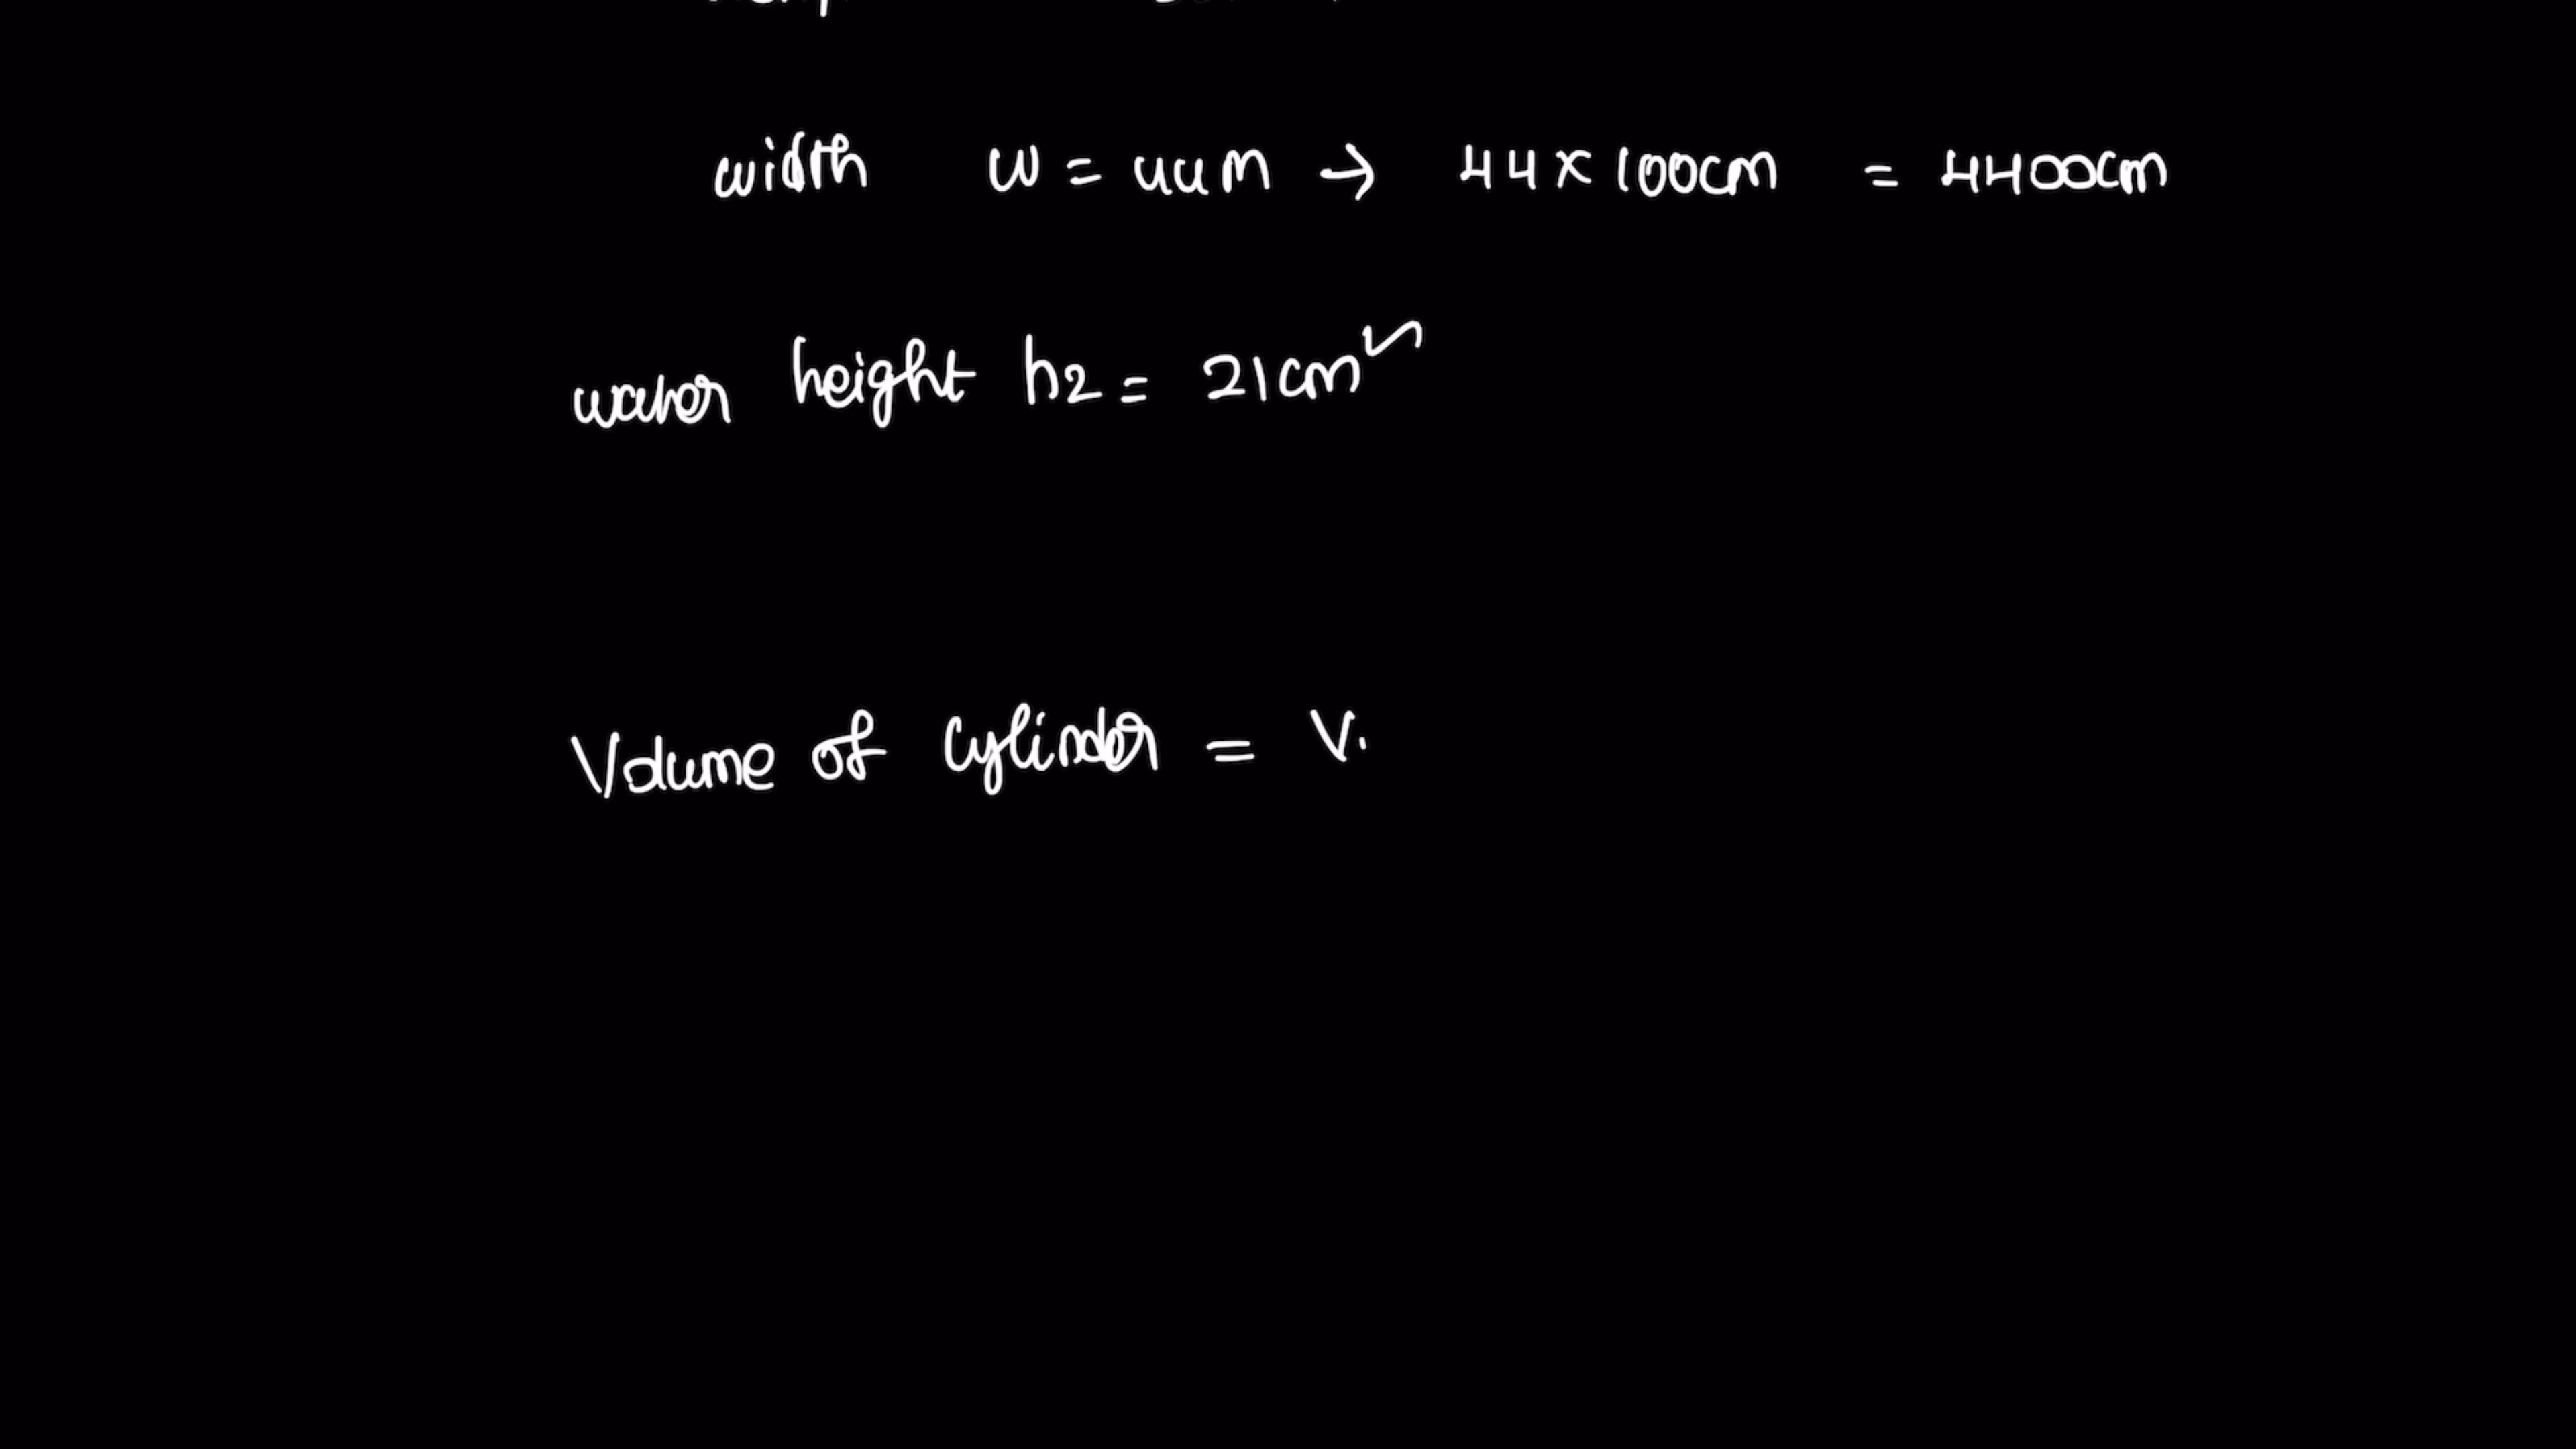 width w = 44m → 44 × 100cm = 4400cm
water height h2 = 21cm
Volume of cylinder = V.